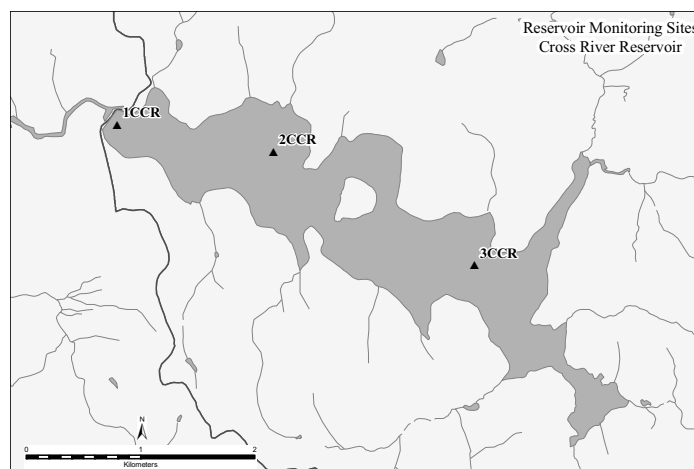 Reservoir Monitoring Sites
Cross River Reservoir
1CCR
2CCR
3CCR
N
0 1 2
Kilometers